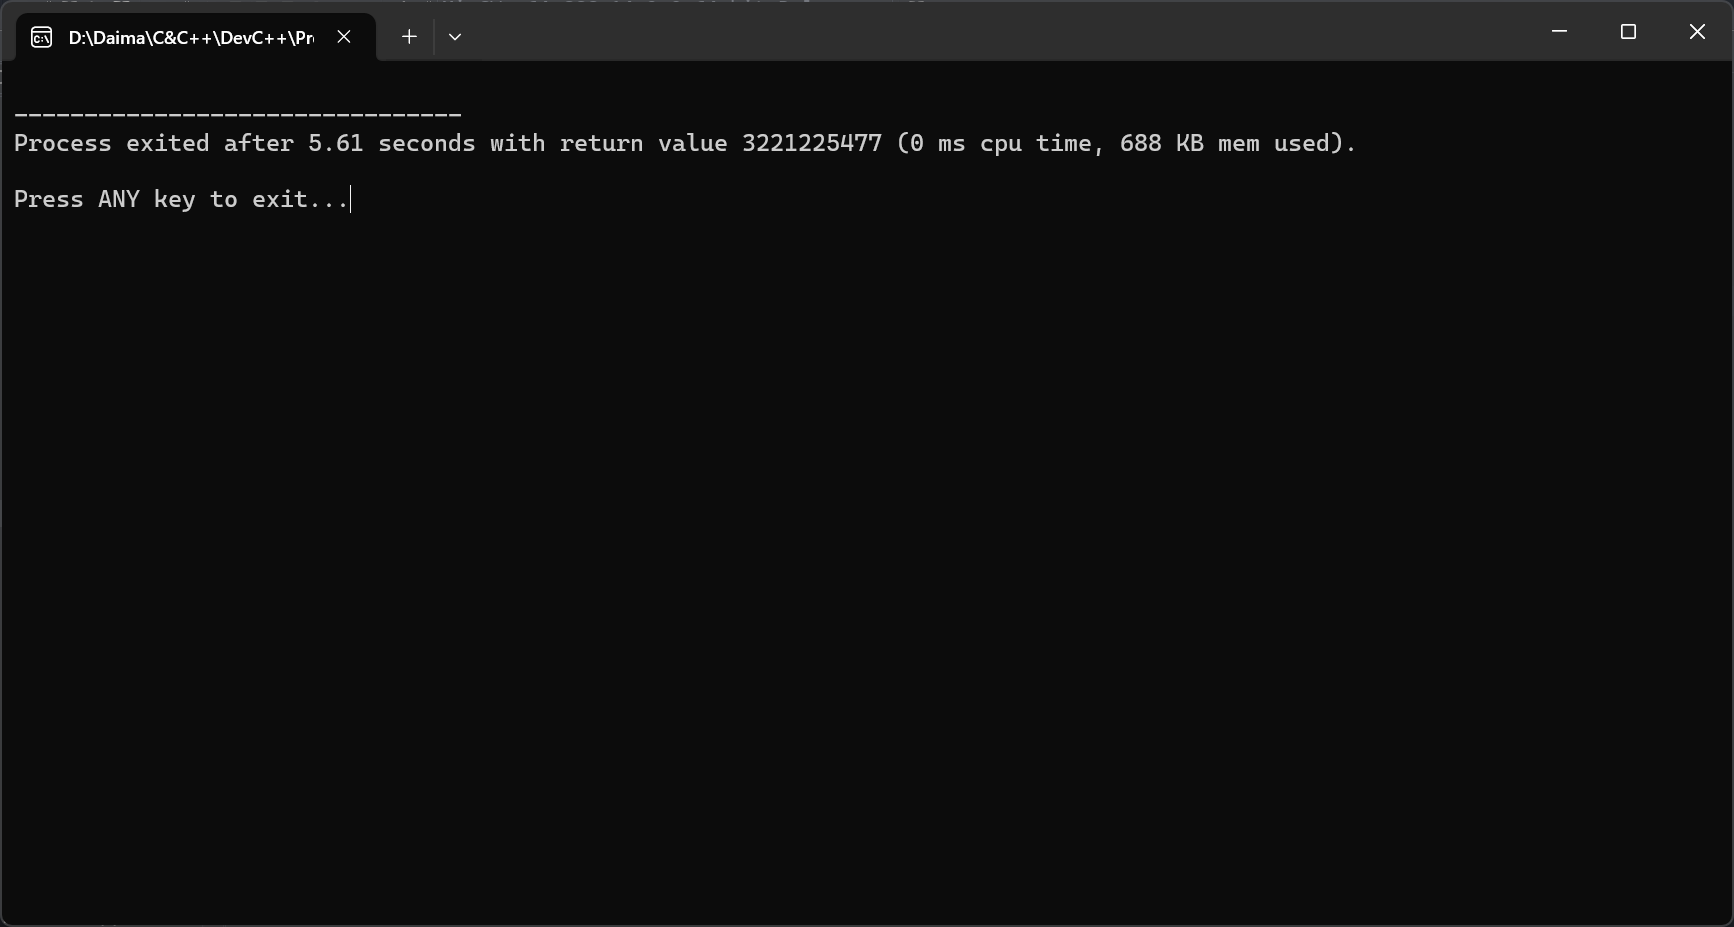 D:\Daima\C&C++\DevC++\Pr
--------------------------------
Process exited after 5.61 seconds with return value 3221225477 (0 ms cpu time, 688 KB mem used).
Press ANY key to exit...